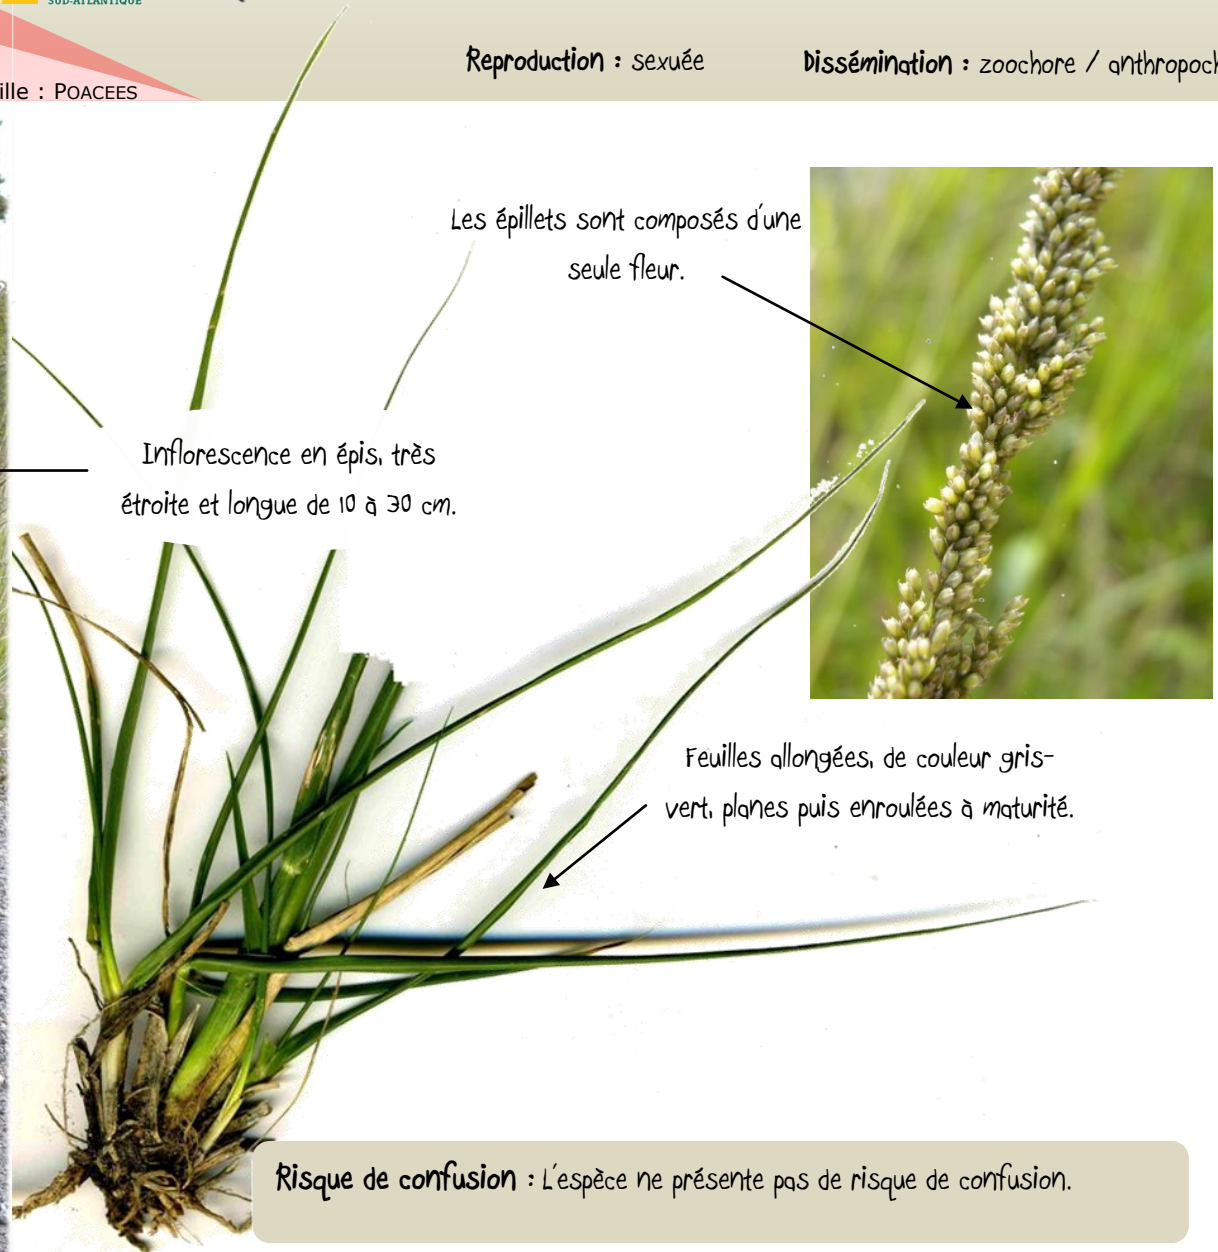 SUD-ATLANTIQUE
Reproduction : sexuée
Dissémination : zoochore / anthropoch
ille : POACEES
Les épillets sont composés d'une
seule fleur.
Inflorescence en épis, très
étroite et longue de 10 à 30 cm.
Feuilles allongées, de couleur gris-
vert, planes puis enroulées à maturité.
Risque de confusion : L'espèce ne présente pas de risque de confusion.